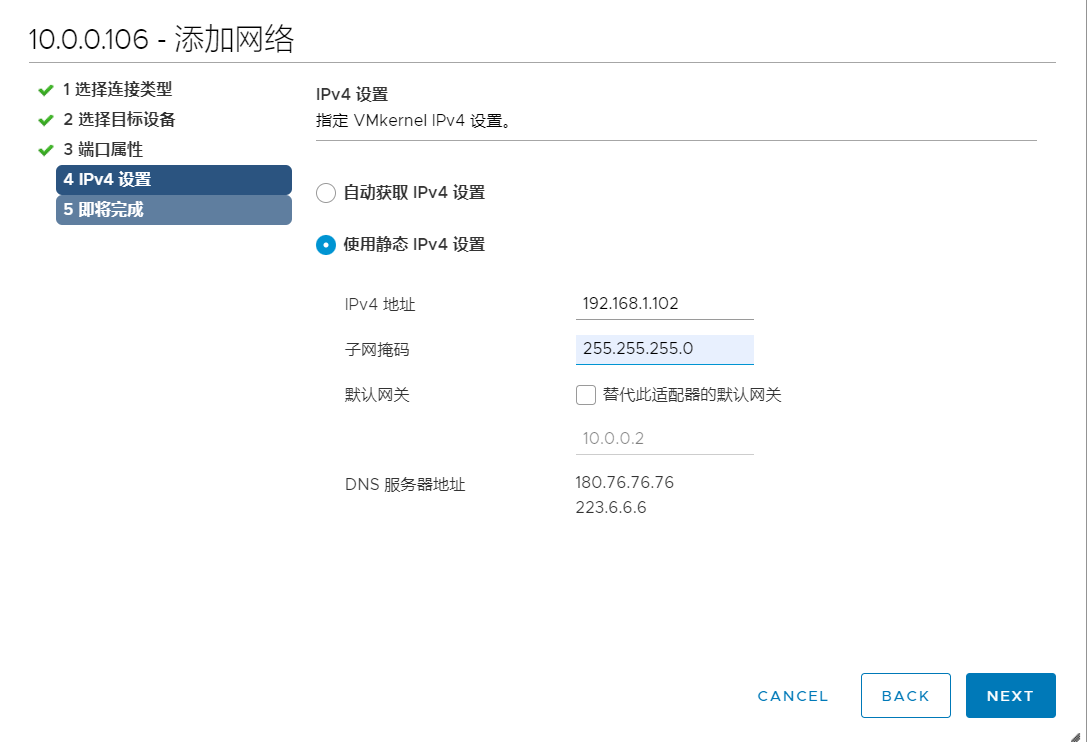 10.0.0.106 - 添加网络
1 选择连接类型
2 选择目标设备
3 端口属性
4 IPv4 设置
5 即将完成
IPv4 设置
指定 VMkernel IPv4 设置。
自动获取 IPv4 设置
使用静态 IPv4 设置
IPv4 地址 192.168.1.102
子网掩码 255.255.255.0
默认网关 替代此适配器的默认网关
10.0.0.2
DNS 服务器地址 180.76.76.76
223.6.6.6
CANCEL BACK NEXT